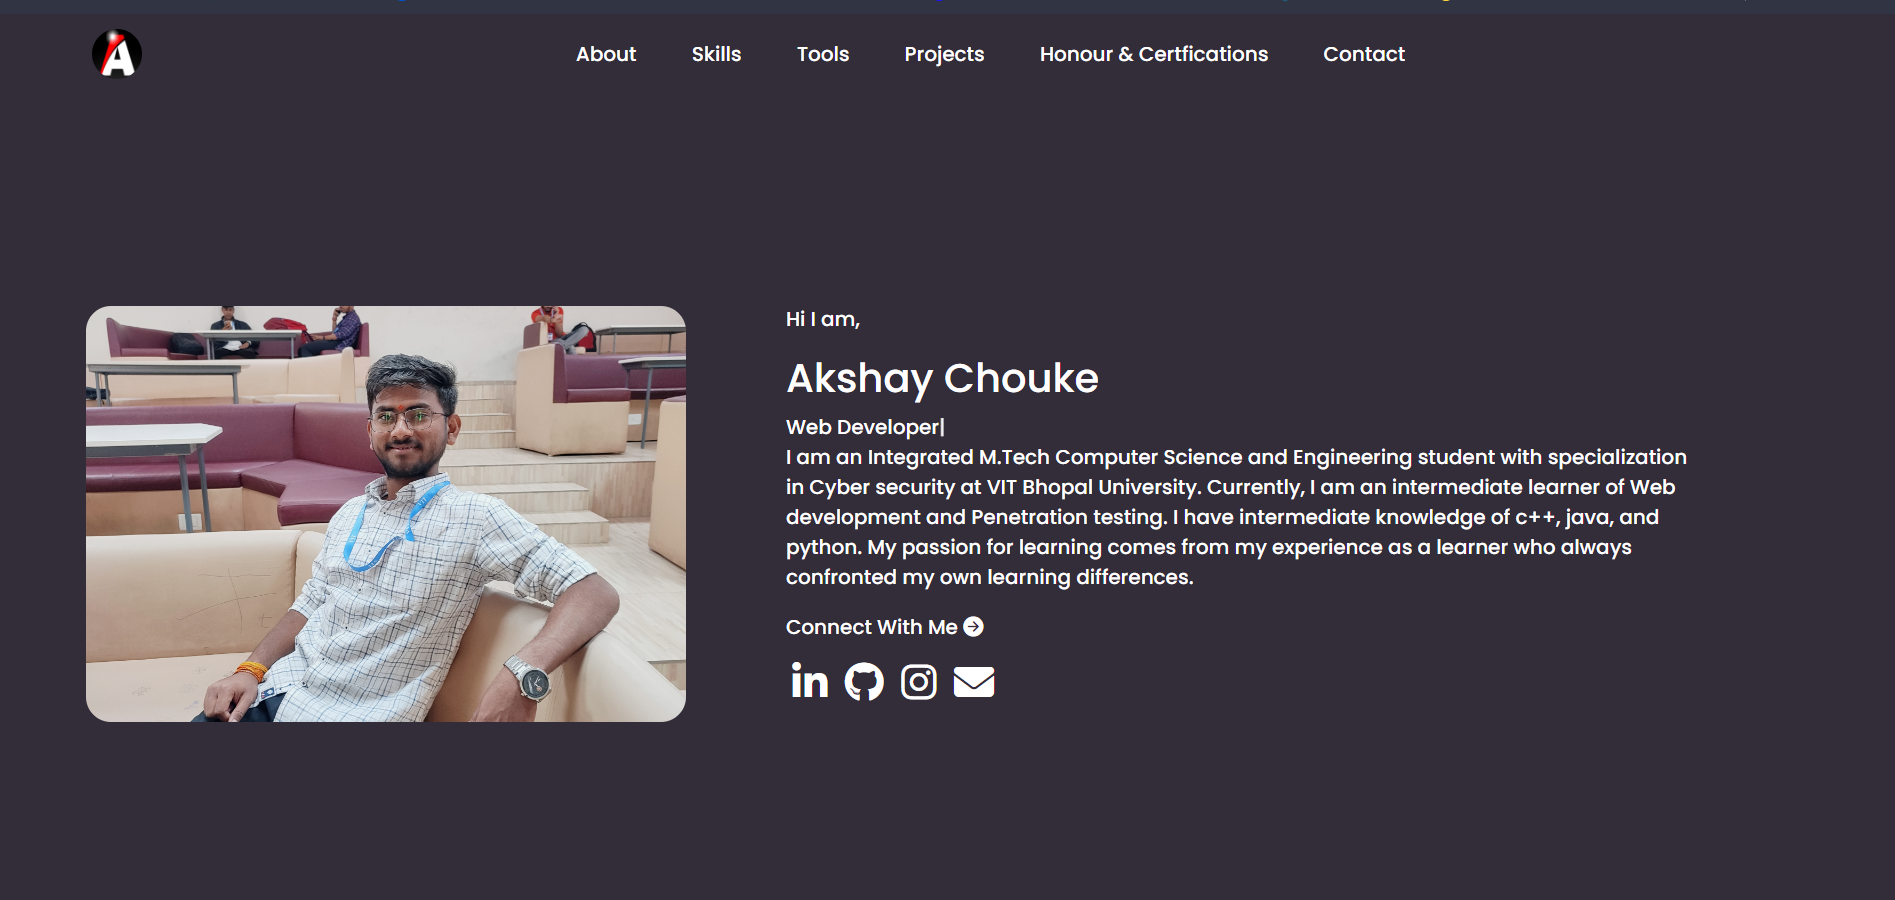 A
About Skills Tools Projects Honour & Certfications Contact
Hi I am,
Akshay Chouke
Web Developer|
I am an Integrated M.Tech Computer Science and Engineering student with specialization
in Cyber security at VIT Bhopal University. Currently, I am an intermediate learner of Web
development and Penetration testing. I have intermediate knowledge of c++, java, and
python. My passion for learning comes from my experience as a learner who always
confronted my own learning differences.
Connect With Me
in